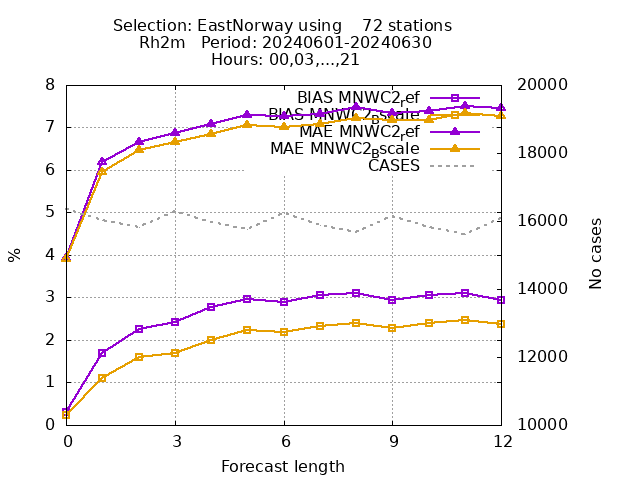 Selection: EastNorway using    72 stations
Rh2m   Period: 20240601-20240630
Hours: 00,03,...,21
8
7
6
5
4
3
2
1
0
%
20000
18000
16000
14000
12000
10000
No cases
BIAS MNWC2_ref
BIAS MNWC2_Bscale
MAE MNWC2_ref
MAE MNWC2_Bscale
CASES
0 3 6 9 12
Forecast length